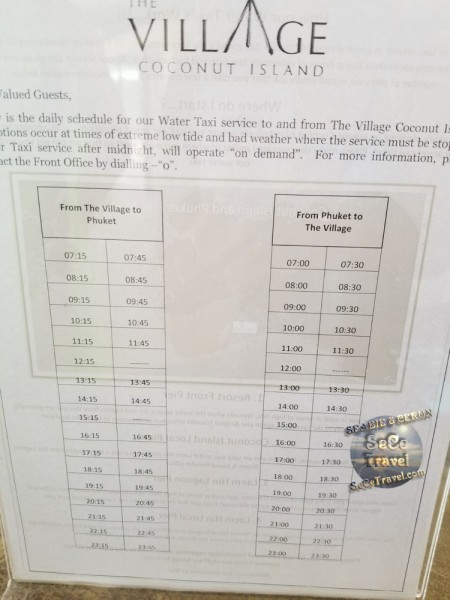 THE
VILLAGE
COCONUT ISLAND
Valued Guests,
is the daily schedule for our Water Taxi service to and from The Village Coconut Is
ptions occur at times of extreme low tide and bad weather where the service must be stop
r Taxi service after midnight, will operate "on demand". For more information, p
act the Front Office by dialling –"0".
From The Village to
Phuket
07:15 07:45
08:15 08:45
09:15 09:45
10:15 10:45
11:15 11:45
12:15 ------
13:15 13:45
14:15 14:45
15:15 ------
16:15 16:45
17:15 17:45
18:15 18:45
19:15 19:45
20:15 20:45
21:15 21:45
22:15 22:45
23:15 23:45
From Phuket to
The Village
07:00 07:30
08:00 08:30
09:00 09:30
10:00 10:30
11:00 11:30
12:00 ------
13:00 13:30
14:00 14:30
15:00 ------
16:00 16:30
17:00 17:30
18:00 18:30
19:00 19:30
20:00 20:30
21:00 21:30
22:00 22:30
23:00 23:30
SeCe
Travel
SeCeTravel.com